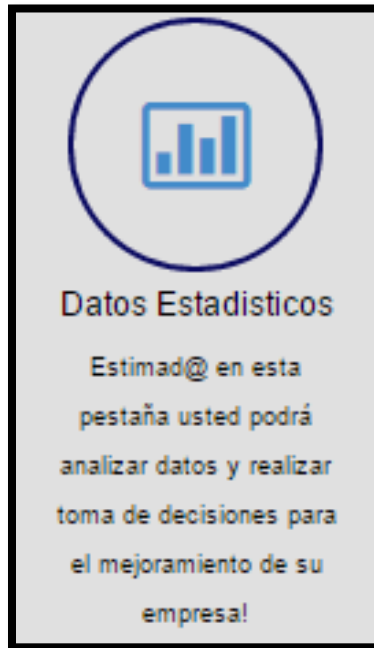 Datos Estadisticos
Estimad@ en esta
pestaña usted podrá
analizar datos y realizar
toma de decisiones para
el mejoramiento de su
empresa!